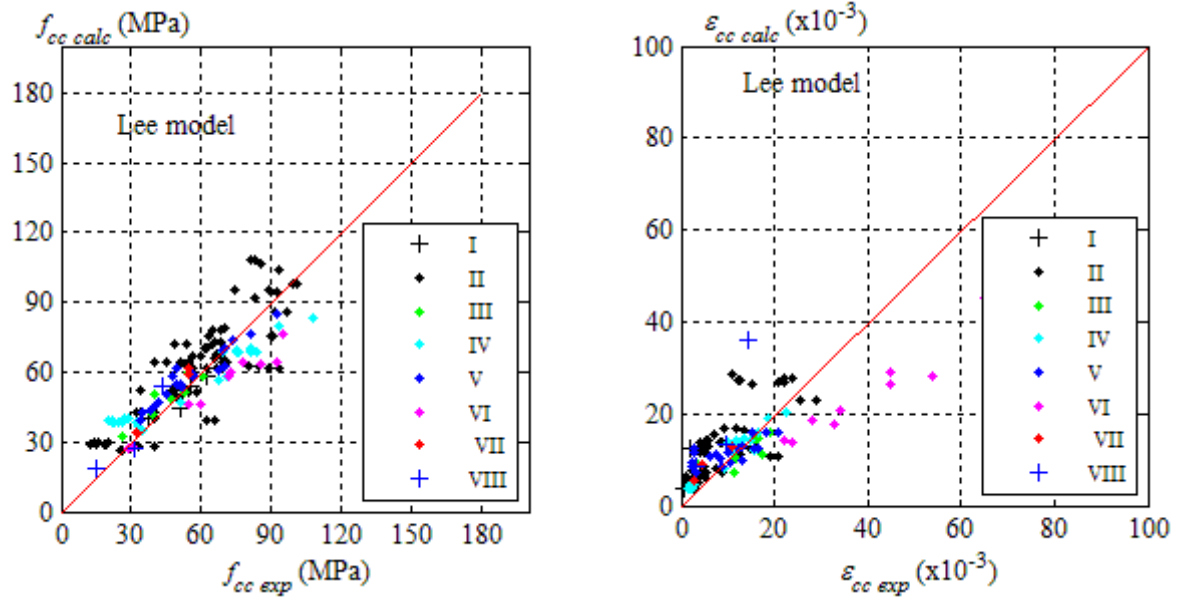 f_cc calc (MPa)
180
150
120
90
60
30
0
Lee model
I
II
III
IV
V
VI
VII
VIII
0 30 60 90 120 150 180
f_cc exp (MPa)
ε_cc calc (x10⁻³)
100
80
60
40
20
0
Lee model
I
II
III
IV
V
VI
VII
VIII
0 20 40 60 80 100
ε_cc exp (x10⁻³)